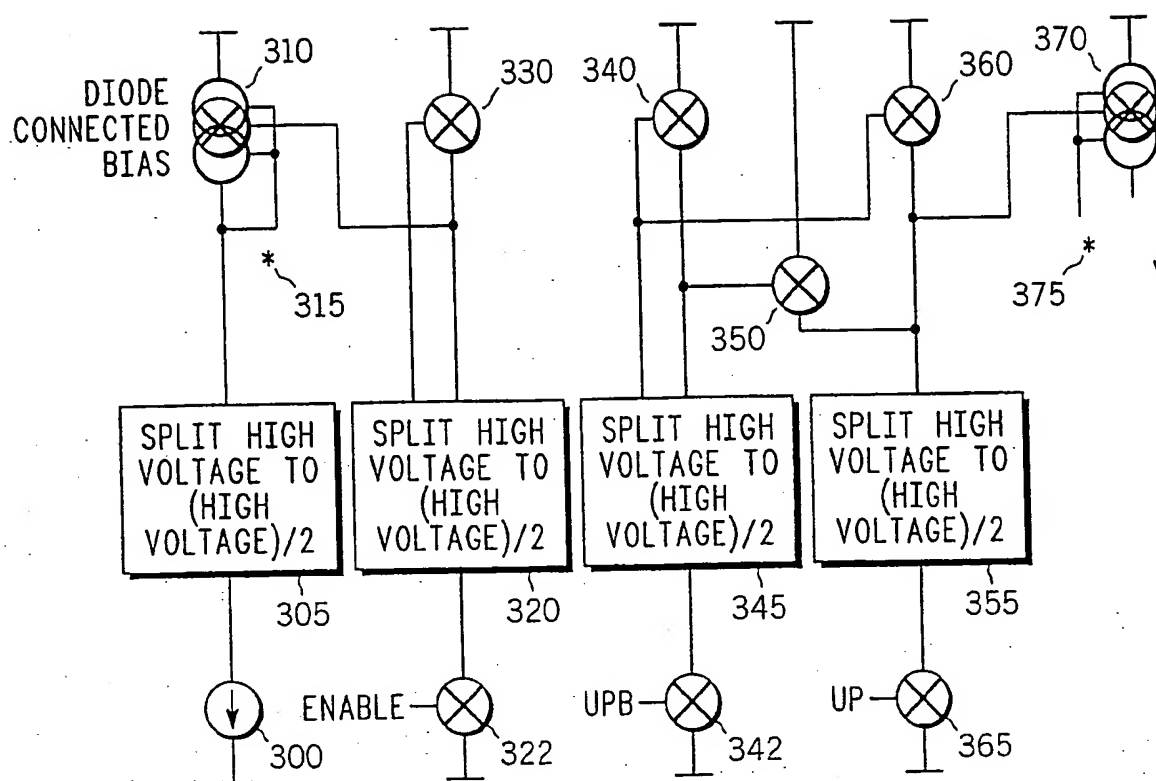 310
DIODE
CONNECTED
BIAS
330
340
360
370
*
315
350
*
375
SPLIT HIGH
VOLTAGE TO
(HIGH
VOLTAGE)/2
305
SPLIT HIGH
VOLTAGE TO
(HIGH
VOLTAGE)/2
320
SPLIT HIGH
VOLTAGE TO
(HIGH
VOLTAGE)/2
345
SPLIT HIGH
VOLTAGE TO
(HIGH
VOLTAGE)/2
355
300
ENABLE
322
UPB
342
UP
365